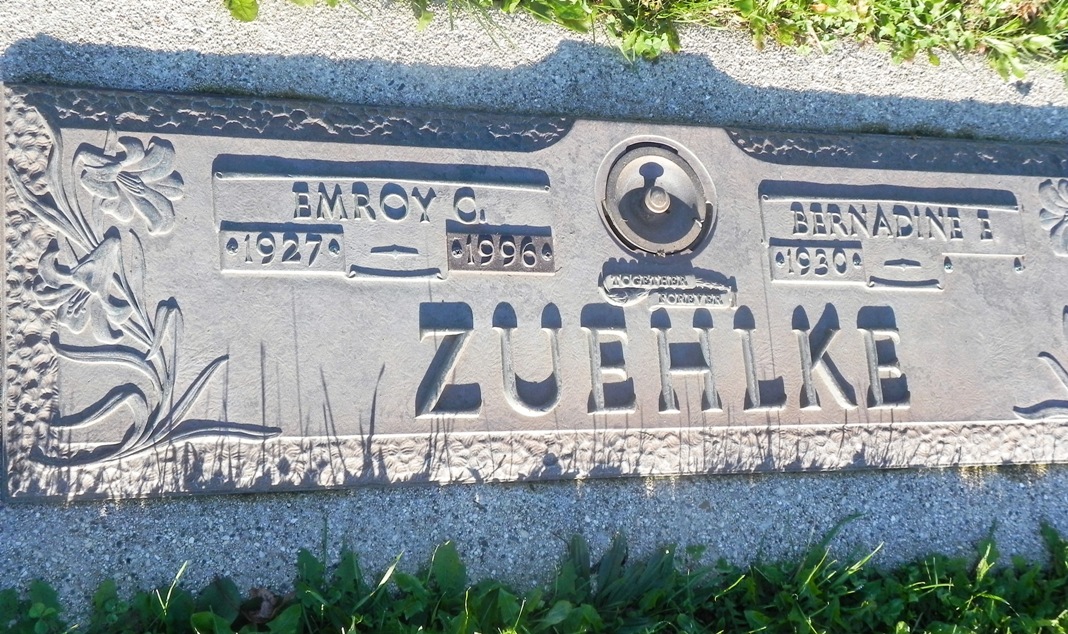 EMROY C.
1927 – 1996
BERNADINE E
1930 –
TOGETHER
FOREVER
ZUEHLKE